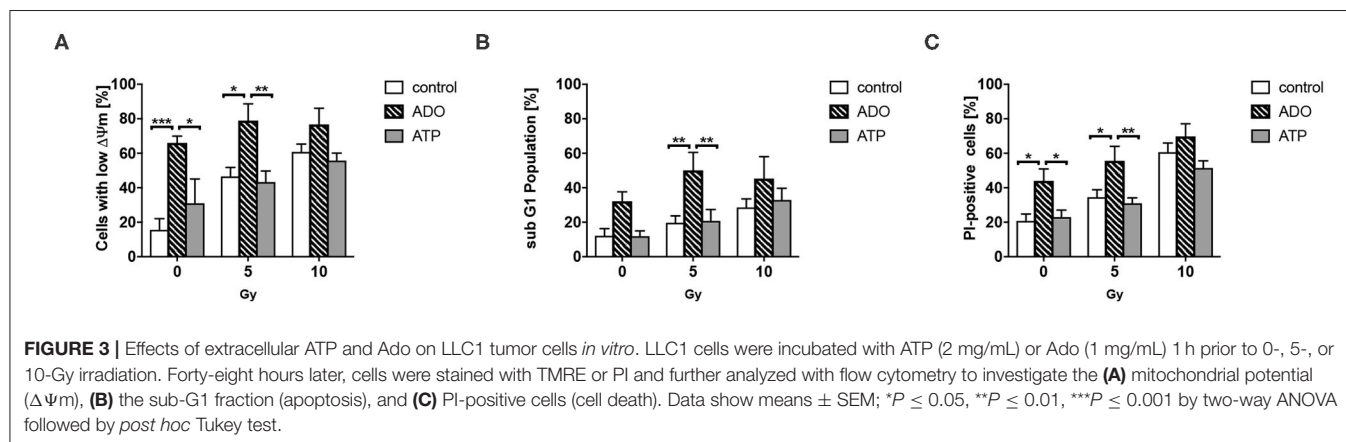 A
Cells with low ΔΨm [%]
100
80
60
40
20
0
*** * * **
0 5 10
Gy
control
ADO
ATP
B
sub G1 Population [%]
100
80
60
40
20
0
** **
0 5 10
Gy
control
ADO
ATP
C
PI-positive cells [%]
100
80
60
40
20
0
* * * **
0 5 10
Gy
control
ADO
ATP
FIGURE 3 | Effects of extracellular ATP and Ado on LLC1 tumor cells in vitro. LLC1 cells were incubated with ATP (2 mg/mL) or Ado (1 mg/mL) 1 h prior to 0-, 5-, or
10-Gy irradiation. Forty-eight hours later, cells were stained with TMRE or PI and further analyzed with flow cytometry to investigate the (A) mitochondrial potential
(ΔΨm), (B) the sub-G1 fraction (apoptosis), and (C) PI-positive cells (cell death). Data show means ± SEM; *P ≤ 0.05, **P ≤ 0.01, ***P ≤ 0.001 by two-way ANOVA
followed by post hoc Tukey test.